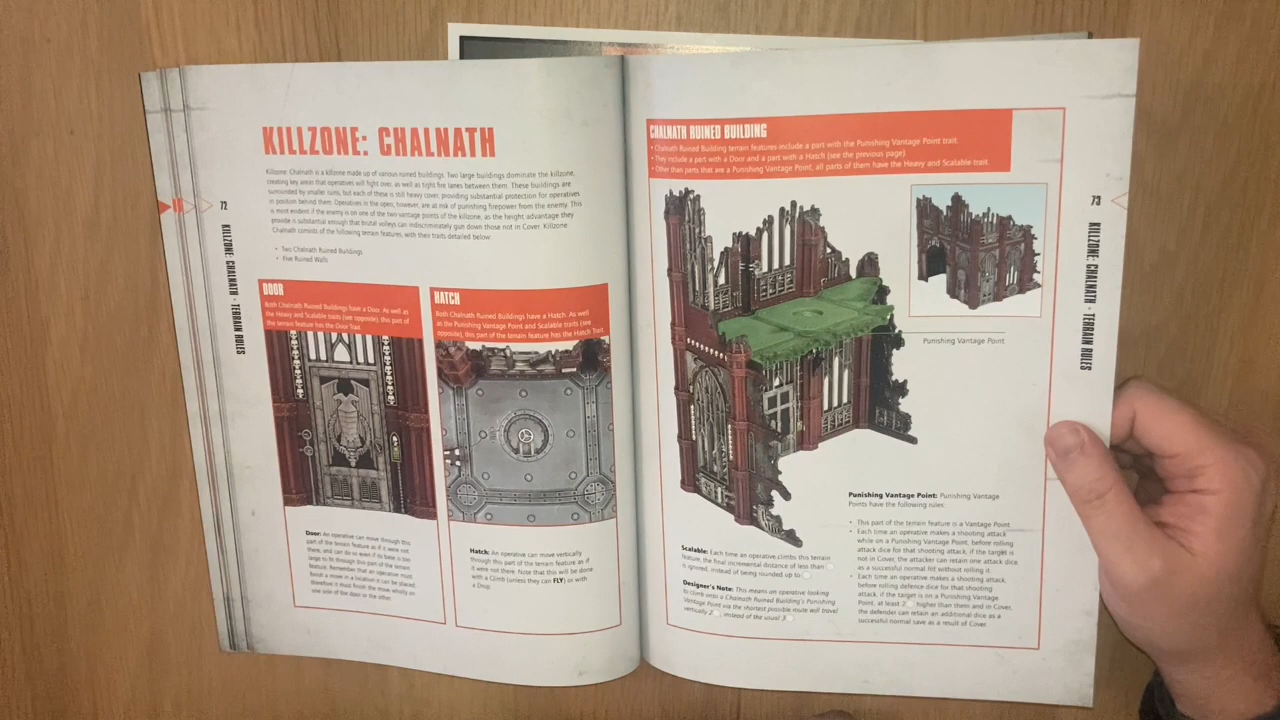 KILLZONE: CHALNATH
Killzone: Chalnath is a killzone made up of various ruined buildings. Two large buildings dominate the killzone,
creating key areas that operatives will fight over, as well as tight fire lanes between them. These buildings are
surrounded by smaller ruins, but each of these is still heavy cover, providing substantial protection for operatives
in position behind them. Operatives in the open, however, are at risk of punishing firepower from the enemy. This
is most evident if the enemy is on one of the two vantage points of the killzone, as the height advantage they
provide is substantial enough that brutal volleys can indiscriminately gun down those not in Cover. Killzone:
Chalnath consists of the following terrain features, with their traits detailed below:
• Two Chalnath Ruined Buildings
• Five Ruined Walls
72
KILLZONE: CHALNATH - TERRAIN RULES
DOOR
Both Chalnath Ruined Buildings have a Door. As well as
the Heavy and Scalable traits (see opposite), this part of
the terrain feature has the Door Trait.
Door: An operative can move through this
part of the terrain feature as if it were not
there, and can do so even if its base is too
large to fit through this part of the terrain
feature. Remember that an operative must
finish a move in a location it can be placed,
therefore it must finish the move wholly on
one side of the door or the other.
HATCH
Both Chalnath Ruined Buildings have a Hatch. As well
as the Punishing Vantage Point and Scalable traits (see
opposite), this part of the terrain feature has the Hatch Trait.
Hatch: An operative can move vertically
through this part of the terrain feature as if
it were not there. Note that this will be done
with a Climb (unless they can FLY) or with
a Drop.
CHALNATH RUINED BUILDING
• Chalnath Ruined Building terrain features include a part with the Punishing Vantage Point trait.
• They include a part with a Door and a part with a Hatch (see the previous page).
• Other than parts that are a Punishing Vantage Point, all parts of them have the Heavy and Scalable trait.
Punishing Vantage Point
73
KILLZONE: CHALNATH - TERRAIN RULES
Scalable: Each time an operative climbs this terrain
feature, the final incremental distance of less than
is ignored, instead of being rounded up to
Designer's Note: This means an operative looking
to climb onto a Chalnath Ruined Building's Punishing
Vantage Point via the shortest possible route will travel
vertically 2 , instead of the usual 3
Punishing Vantage Point: Punishing Vantage
Points have the following rules:
• This part of the terrain feature is a Vantage Point.
• Each time an operative makes a shooting attack
while on a Punishing Vantage Point, before rolling
attack dice for that shooting attack, if the target is
not in Cover, the attacker can retain one attack dice
as a successful normal hit without rolling it.
• Each time an operative makes a shooting attack,
before rolling defence dice for that shooting
attack, if the target is on a Punishing Vantage
Point, at least 2 higher than them and in Cover,
the defender can retain an additional dice as a
successful normal save as a result of Cover.